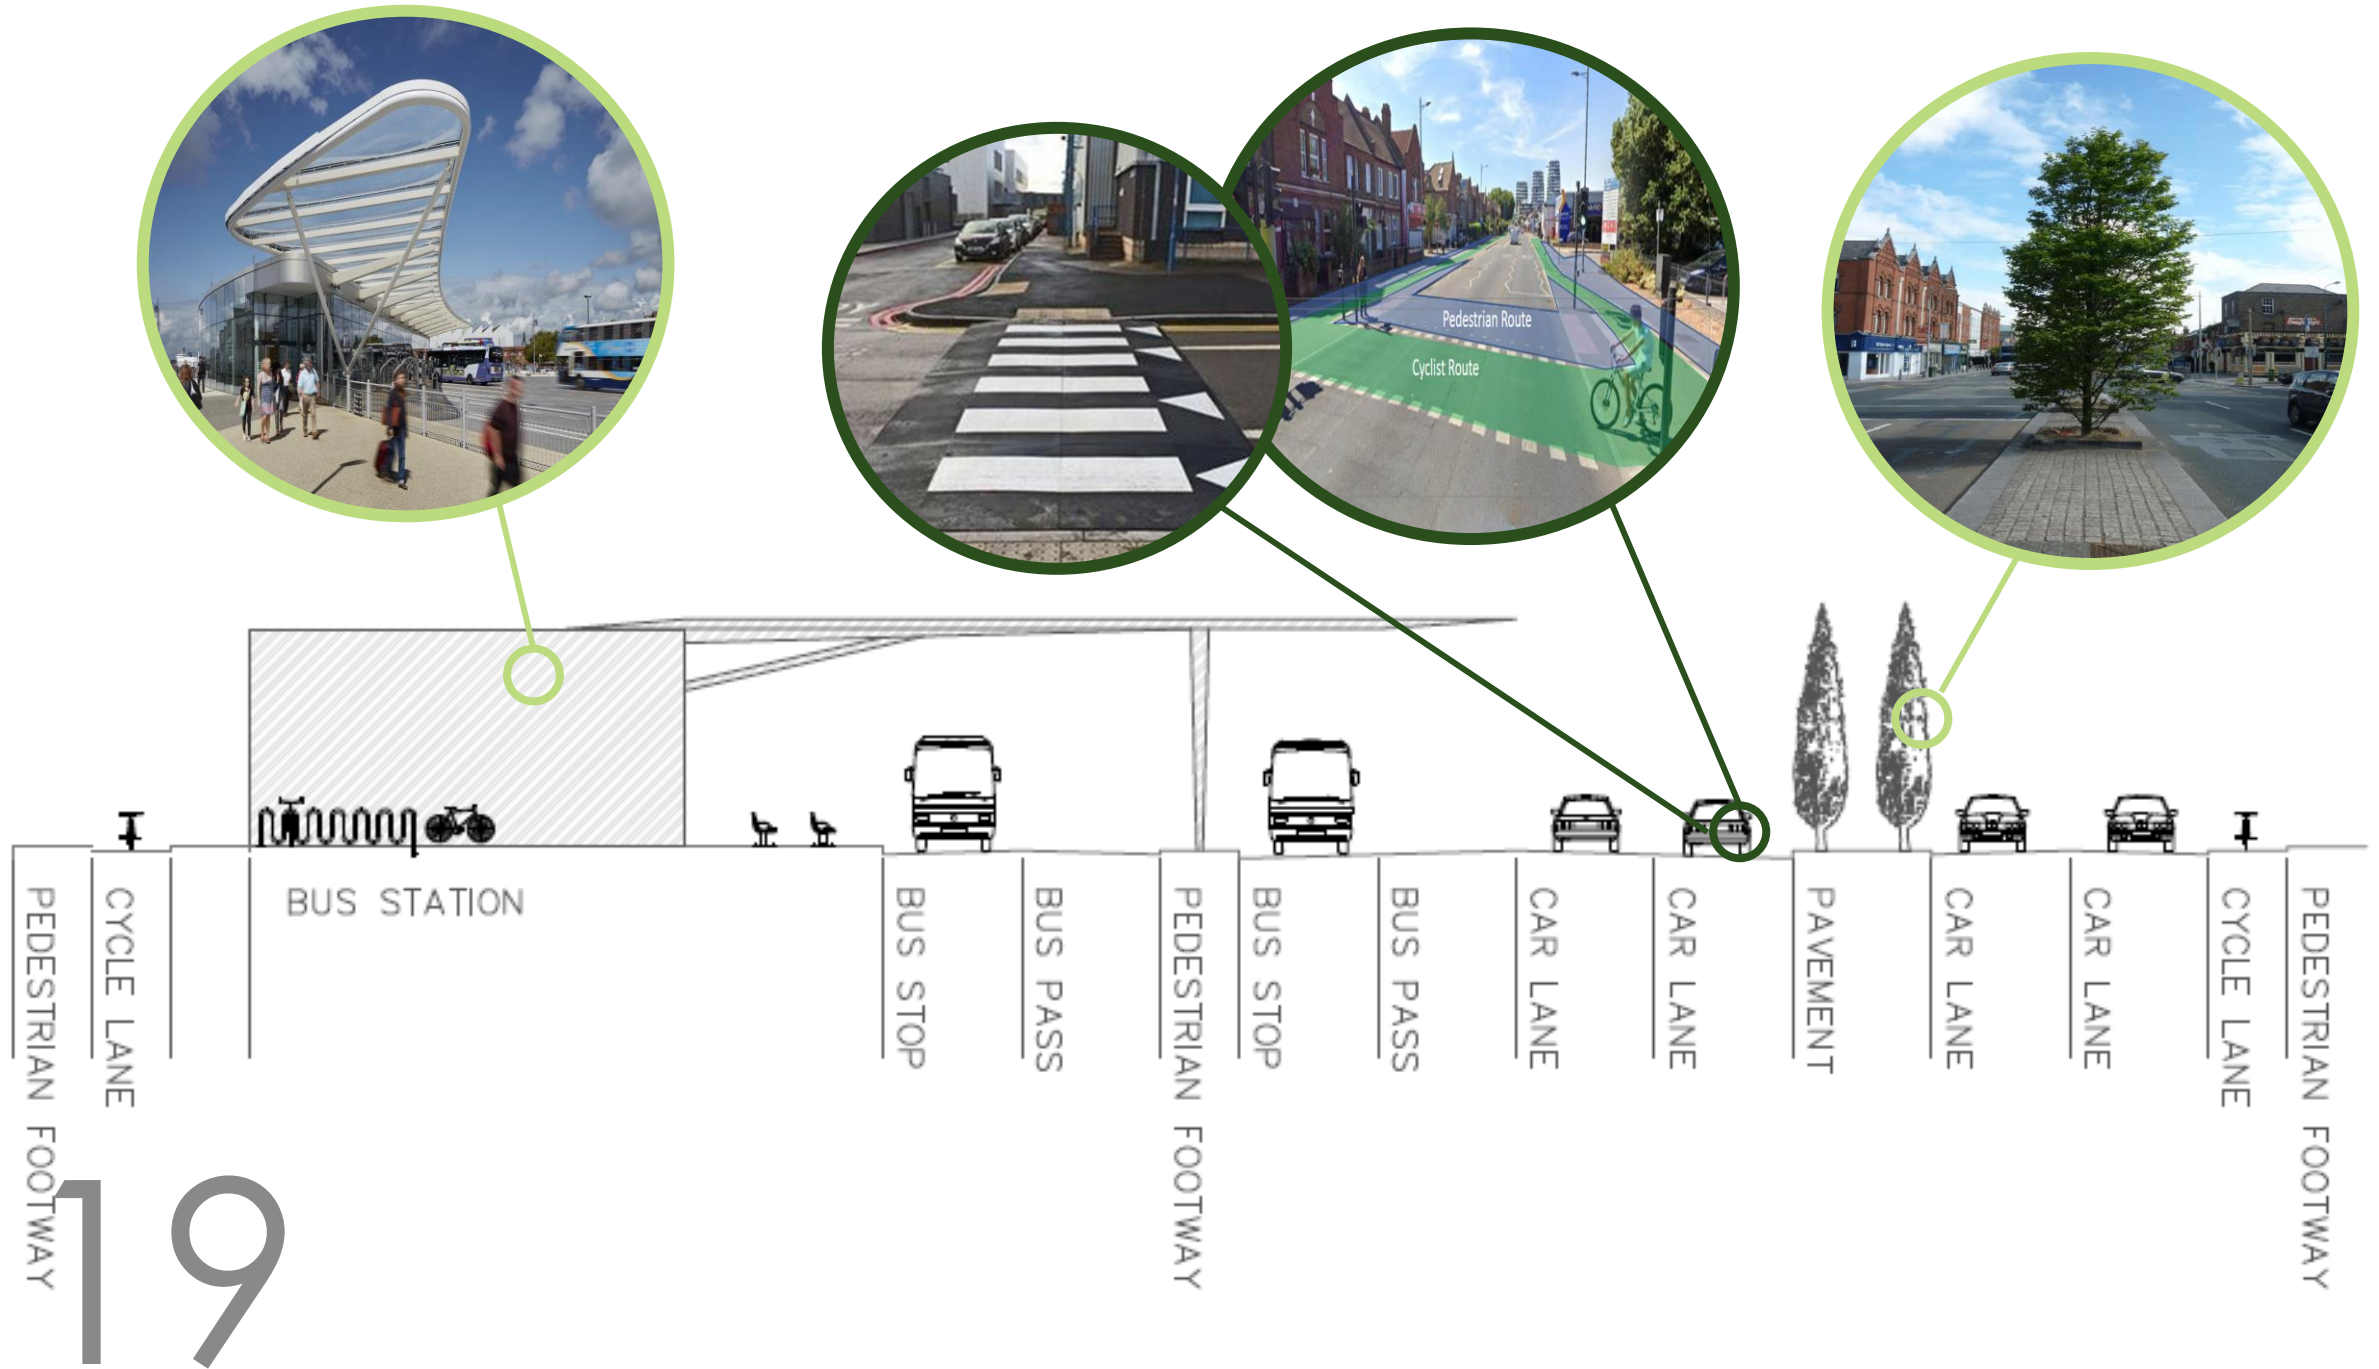 Pedestrian Route
Cyclist Route
PEDESTRIAN FOOTWAY
CYCLE LANE
BUS STATION
BUS STOP
BUS PASS
PEDESTRIAN FOOTWAY
BUS STOP
BUS PASS
CAR LANE
CAR LANE
PAVEMENT
CAR LANE
CAR LANE
CYCLE LANE
PEDESTRIAN FOOTWAY
19